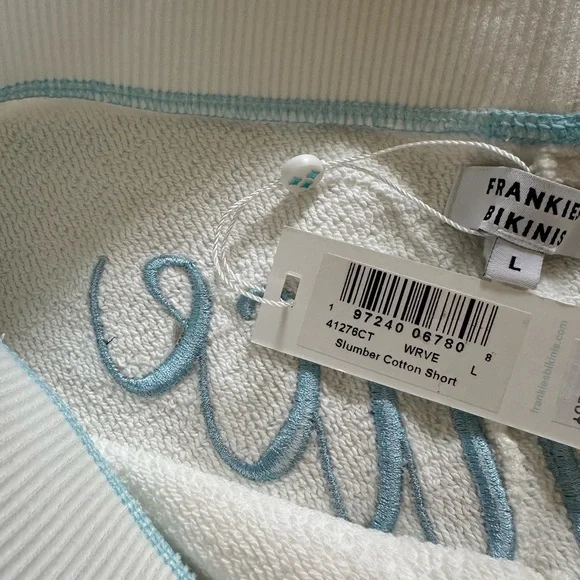 FRANKIES
BIKINIS
L
1 97240 06780 8
41276CT WRVE L
Slumber Cotton Short
frankiesbikinis.com